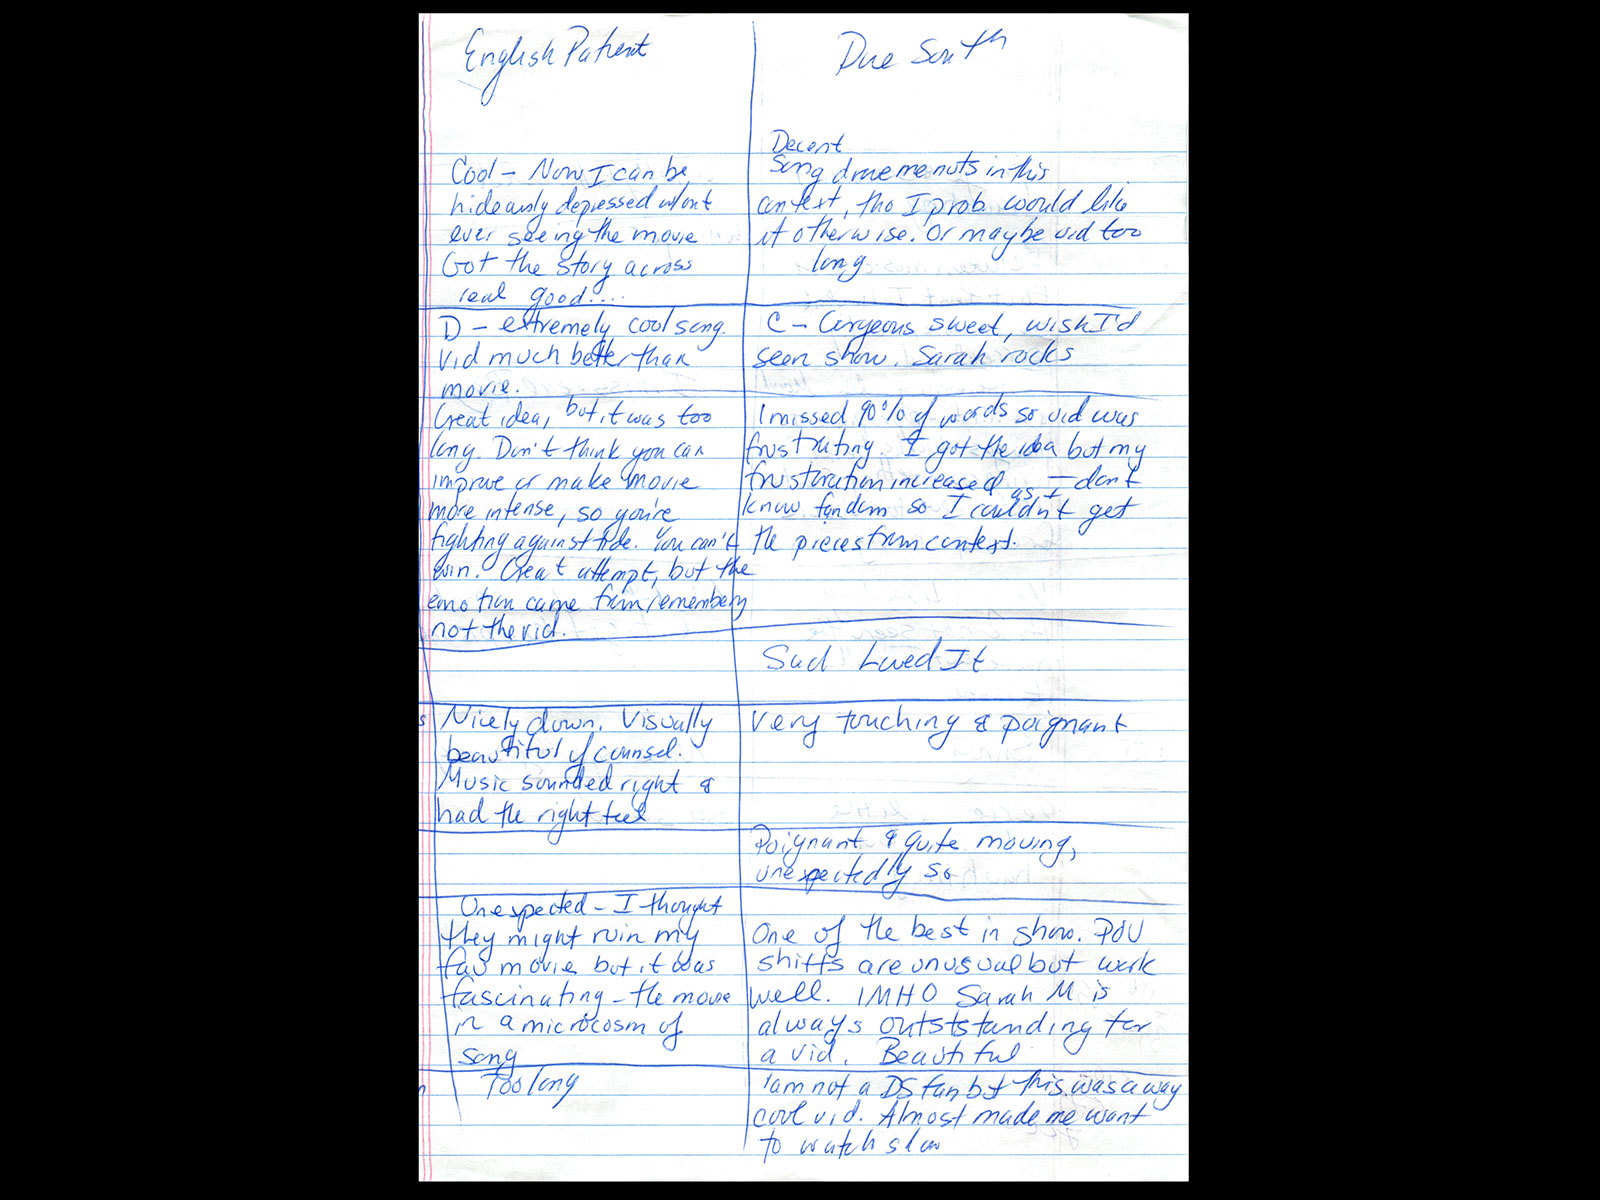 English Patient
Cool - Now I can be
hideously depressed w/out
ever seeing the movie
Got the story across
real good....
D - extremely cool song.
Vid much better than
movie.
Great idea, but it was too
long. Don't think you can
improve or make movie
more intense, so you're
fighting against tide. You can't
win. Great attempt, but the
emotion came from remembering
not the vid.
s Nicely down. Visually
beautiful of counsel.
Music sounded right &
had the right feel
Unexpected - I thought
they might ruin my
fav movie but it was
fascinating - the movie
in a microcosm of
song
n Too long
Due South
Decent
Song drove me nuts in this
context, tho I prob. would like
it otherwise. Or maybe vid too
long
C - Gorgeous sweet, wish I'd
seen show. Sarah rocks
I missed 90% of words so vid was
frustrating. I got the idea but my
frustoration increased as I don't
know fandom so I couldn't get
the pieces from context.
Sad Loved It
Very touching & poignant
Poignant & quite moving,
unexpectedly so
One of the best in show. POV
shifts are unusual but work
well. IMHO Sarah M is
always outststanding for
a vid. Beautiful
I am not a DS fan but this was a way
cool vid. Almost made me want
to watch show